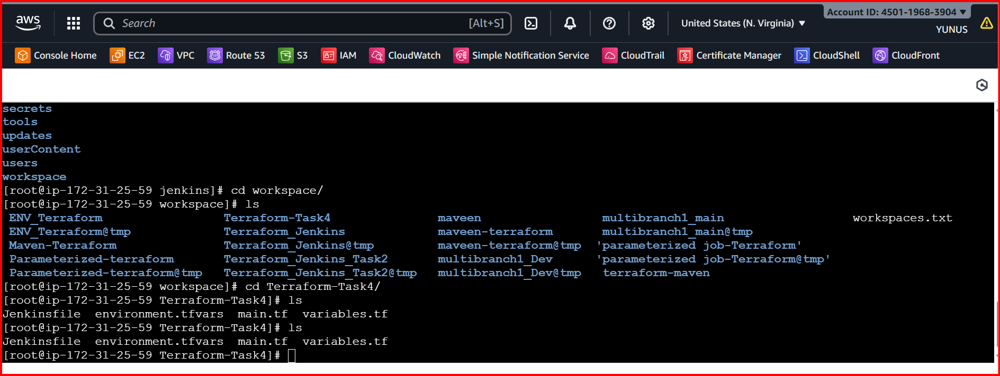 Account ID: 4501-1968-3904
aws Search [Alt+S] United States (N. Virginia) YUNUS
Console Home EC2 VPC Route 53 S3 IAM CloudWatch Simple Notification Service CloudTrail Certificate Manager CloudShell CloudFront
secrets
tools
updates
userContent
users
workspace
[root@ip-172-31-25-59 jenkins]# cd workspace/
[root@ip-172-31-25-59 workspace]# ls
ENV_Terraform Terraform-Task4 maveen multibranch1_main workspaces.txt
ENV_Terraform@tmp Terraform_Jenkins maveen-terraform multibranch1_main@tmp
Maven-Terraform Terraform_Jenkins@tmp maveen-terraform@tmp 'parameterized job-Terraform'
Parameterized-terraform Terraform_Jenkins_Task2 multibranch1_Dev 'parameterized job-Terraform@tmp'
Parameterized-terraform@tmp Terraform_Jenkins_Task2@tmp multibranch1_Dev@tmp terraform-maven
[root@ip-172-31-25-59 workspace]# cd Terraform-Task4/
[root@ip-172-31-25-59 Terraform-Task4]# ls
Jenkinsfile environment.tfvars main.tf variables.tf
[root@ip-172-31-25-59 Terraform-Task4]# ls
Jenkinsfile environment.tfvars main.tf variables.tf
[root@ip-172-31-25-59 Terraform-Task4]#